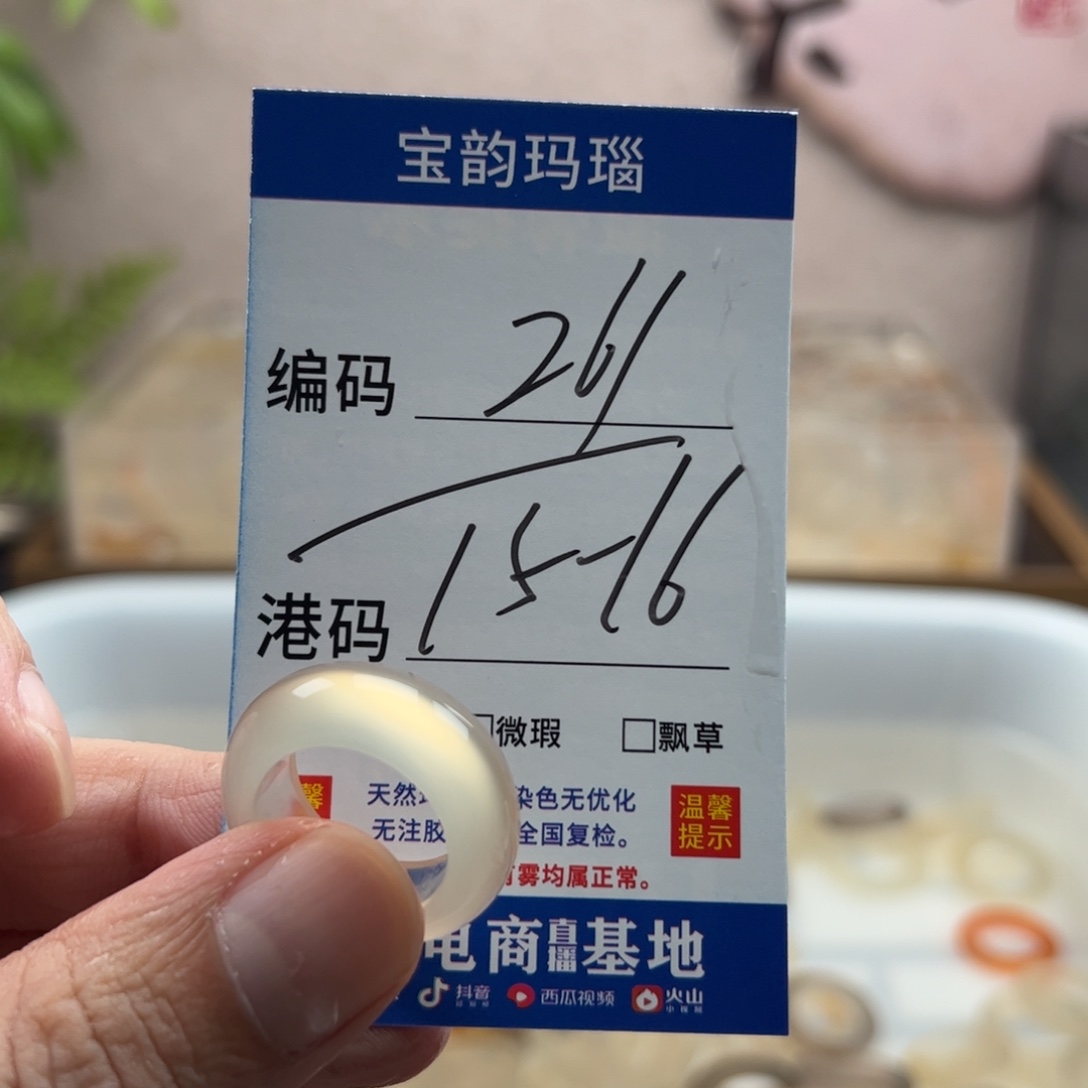 宝韵玛瑙
编码 261
港码 15-16
微瑕 □飘草
馨 天然 染色无优化 温馨
无注胶 全国复检。 提示
雾均属正常。
电商直播基地
抖音 西瓜视频 火山